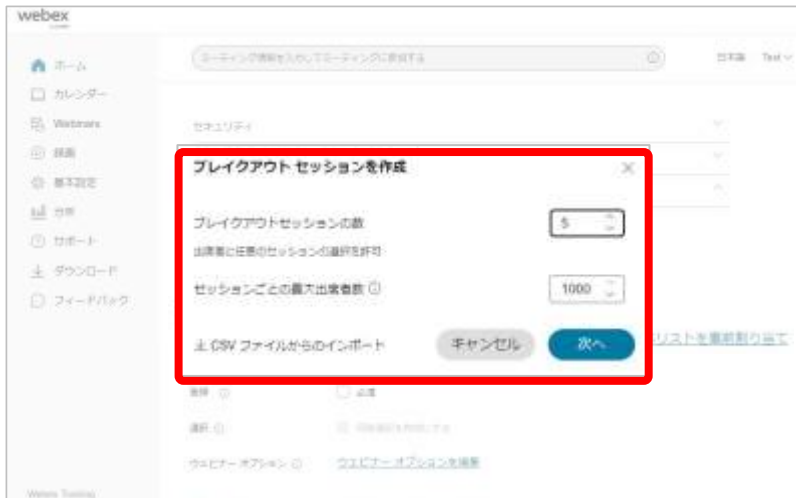 webex
ホーム
カレンダー
Webinars
録画
基本設定
分析
サポート
ダウンロード
フィードバック
ミーティング情報を入力してミーティングに参加する
日本語 Test
セキュリティ
ブレイクアウト セッションを作成
ブレイクアウトセッションの数 5
出席者に任意のセッションの選択を許可
セッションごとの最大出席者数 1000
CSV ファイルからのインポート キャンセル 次へ
リストを事前割り当て
登録 必須
ウェビナー オプション ウェビナー オプションを編集
Webex Training